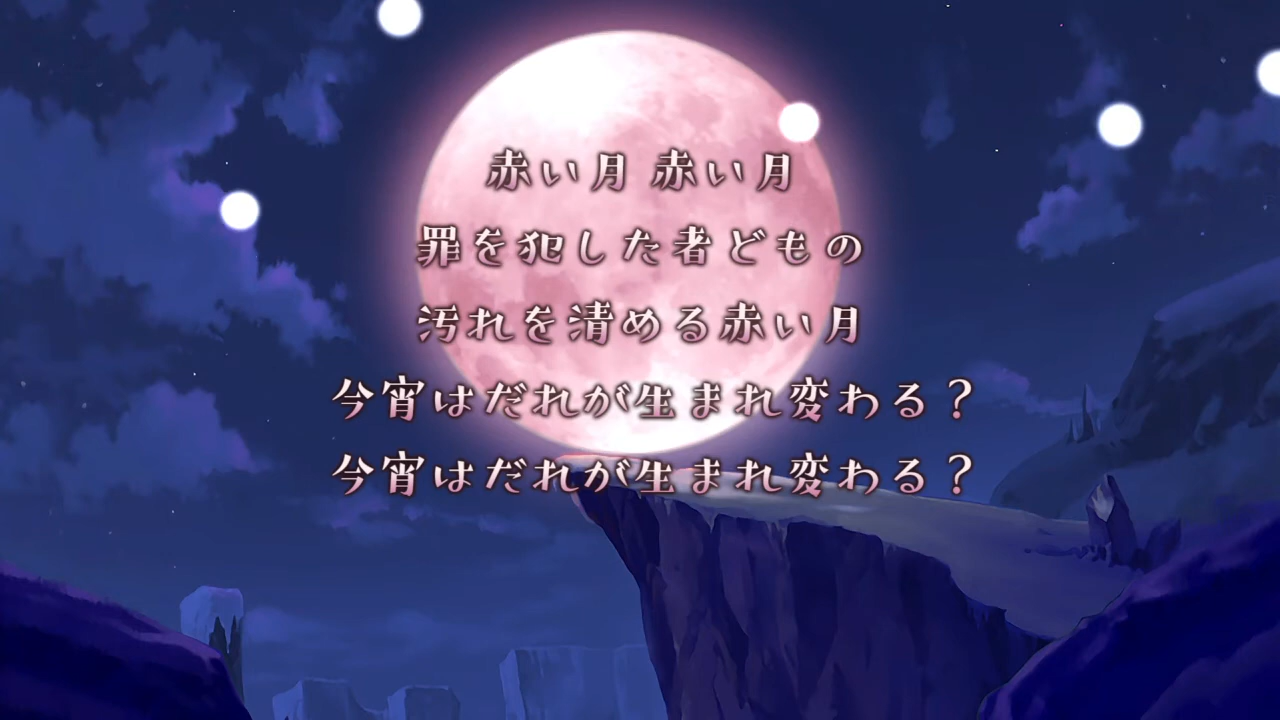 赤い月 赤い月
罪を犯した者どもの
汚れを清める赤い月
今宵はだれが生まれ変わる？
今宵はだれが生まれ変わる？